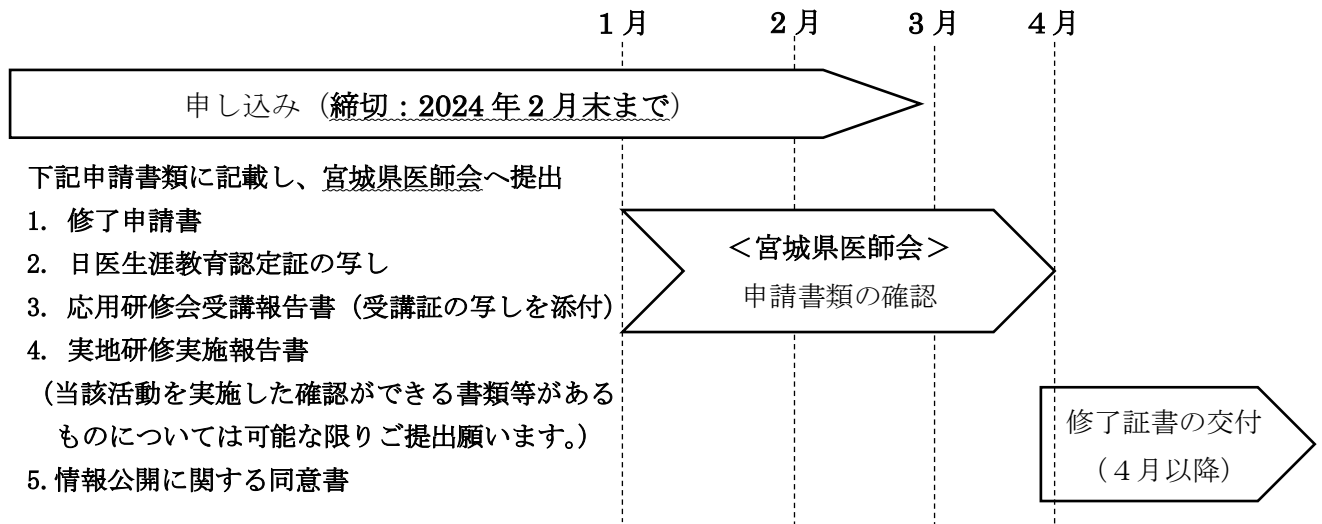 1月 2月 3月 4月
申し込み（締切：2024年2月末まで）
下記申請書類に記載し、宮城県医師会へ提出
1. 修了申請書
2. 日医生涯教育認定証の写し
3. 応用研修会受講報告書（受講証の写しを添付）
4. 実地研修実施報告書
（当該活動を実施した確認ができる書類等がある
ものについては可能な限りご提出願います。）
5.情報公開に関する同意書
＜宮城県医師会＞
申請書類の確認
修了証書の交付
（４月以降）